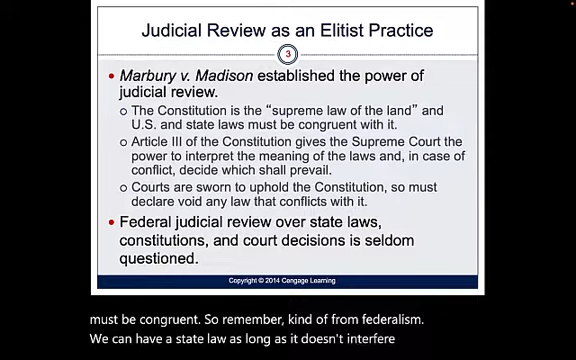 Judicial Review as an Elitist Practice
3
• Marbury v. Madison established the power of
judicial review.
○ The Constitution is the “supreme law of the land” and
U.S. and state laws must be congruent with it.
○ Article III of the Constitution gives the Supreme Court the
power to interpret the meaning of the laws and, in case of
conflict, decide which shall prevail.
○ Courts are sworn to uphold the Constitution, so must
declare void any law that conflicts with it.
• Federal judicial review over state laws,
constitutions, and court decisions is seldom
questioned.
Copyright © 2014 Cengage Learning
must be congruent. So remember, kind of from federalism.
We can have a state law as long as it doesn't interfere